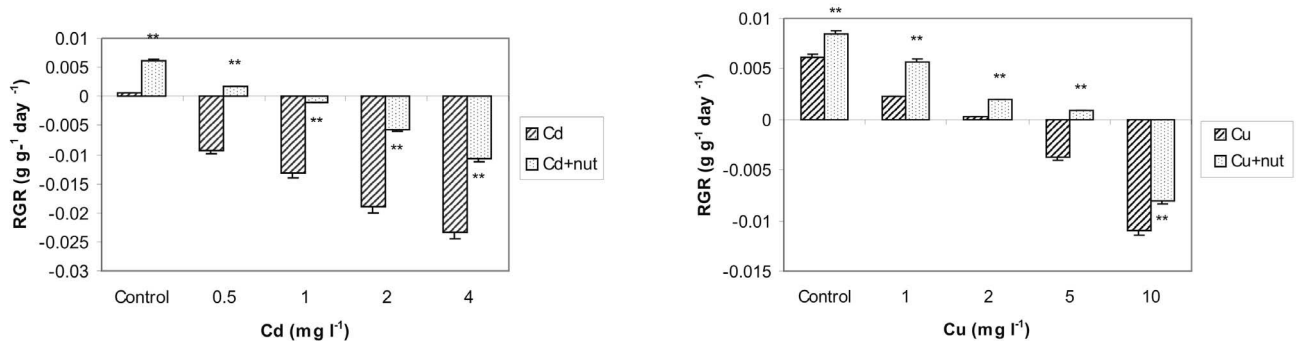 0.01
0.005
0
-0.005
-0.01
-0.015
-0.02
-0.025
-0.03
RGR (g g-¹ day -1)
**
**
**
**
**
Control 0.5 1 2 4
Cd (mg l-1)
Cd
Cd+nut
0.01
0.005
0
-0.005
-0.01
-0.015
RGR (g g-1 day -1)
**
**
**
**
**
Control 1 2 5 10
Cu (mg l-1)
Cu
Cu+nut